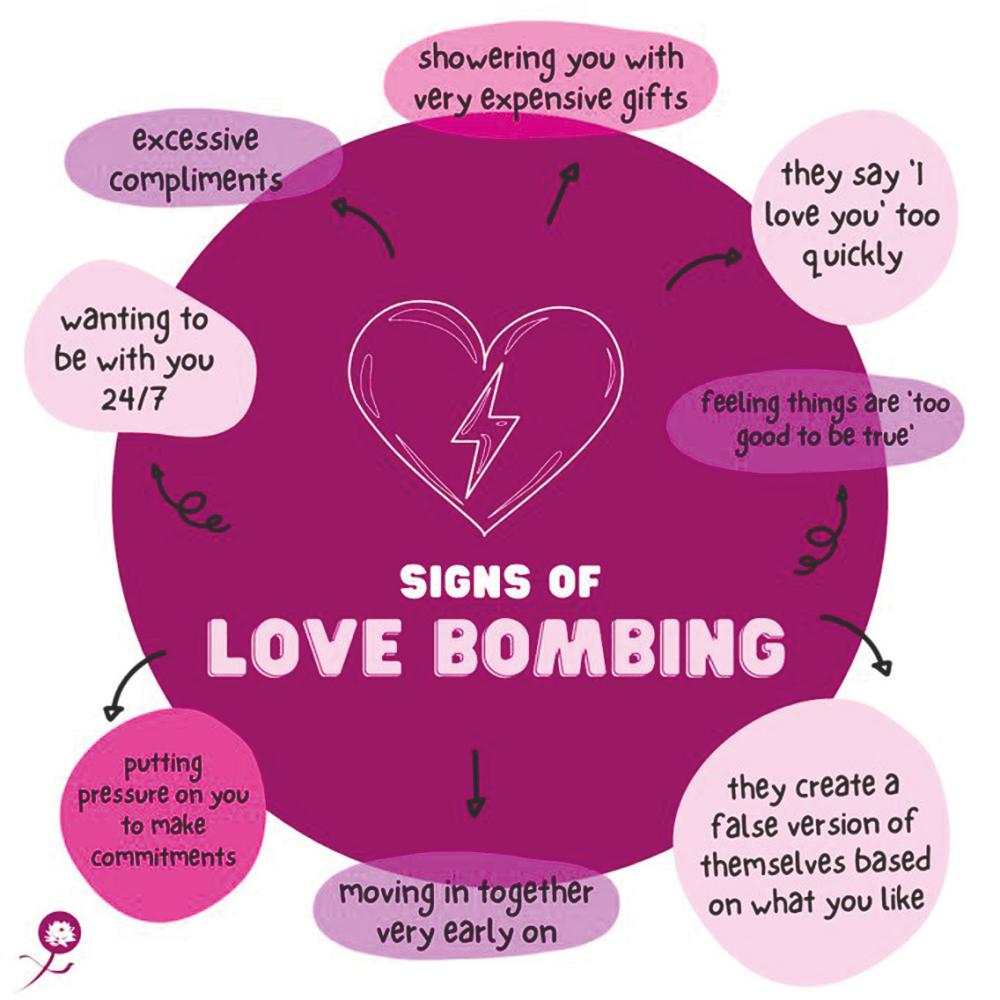 showering you with
very expensive gifts
excessive
compliments
they say 'I
love you' too
quickly
wanting to
be with you
24/7
feeling things are 'too
good to be true'
SIGNS OF
LOVE BOMBING
putting
pressure on you
to make
commitments
they create a
false version of
themselves based
on what you like
moving in together
very early on